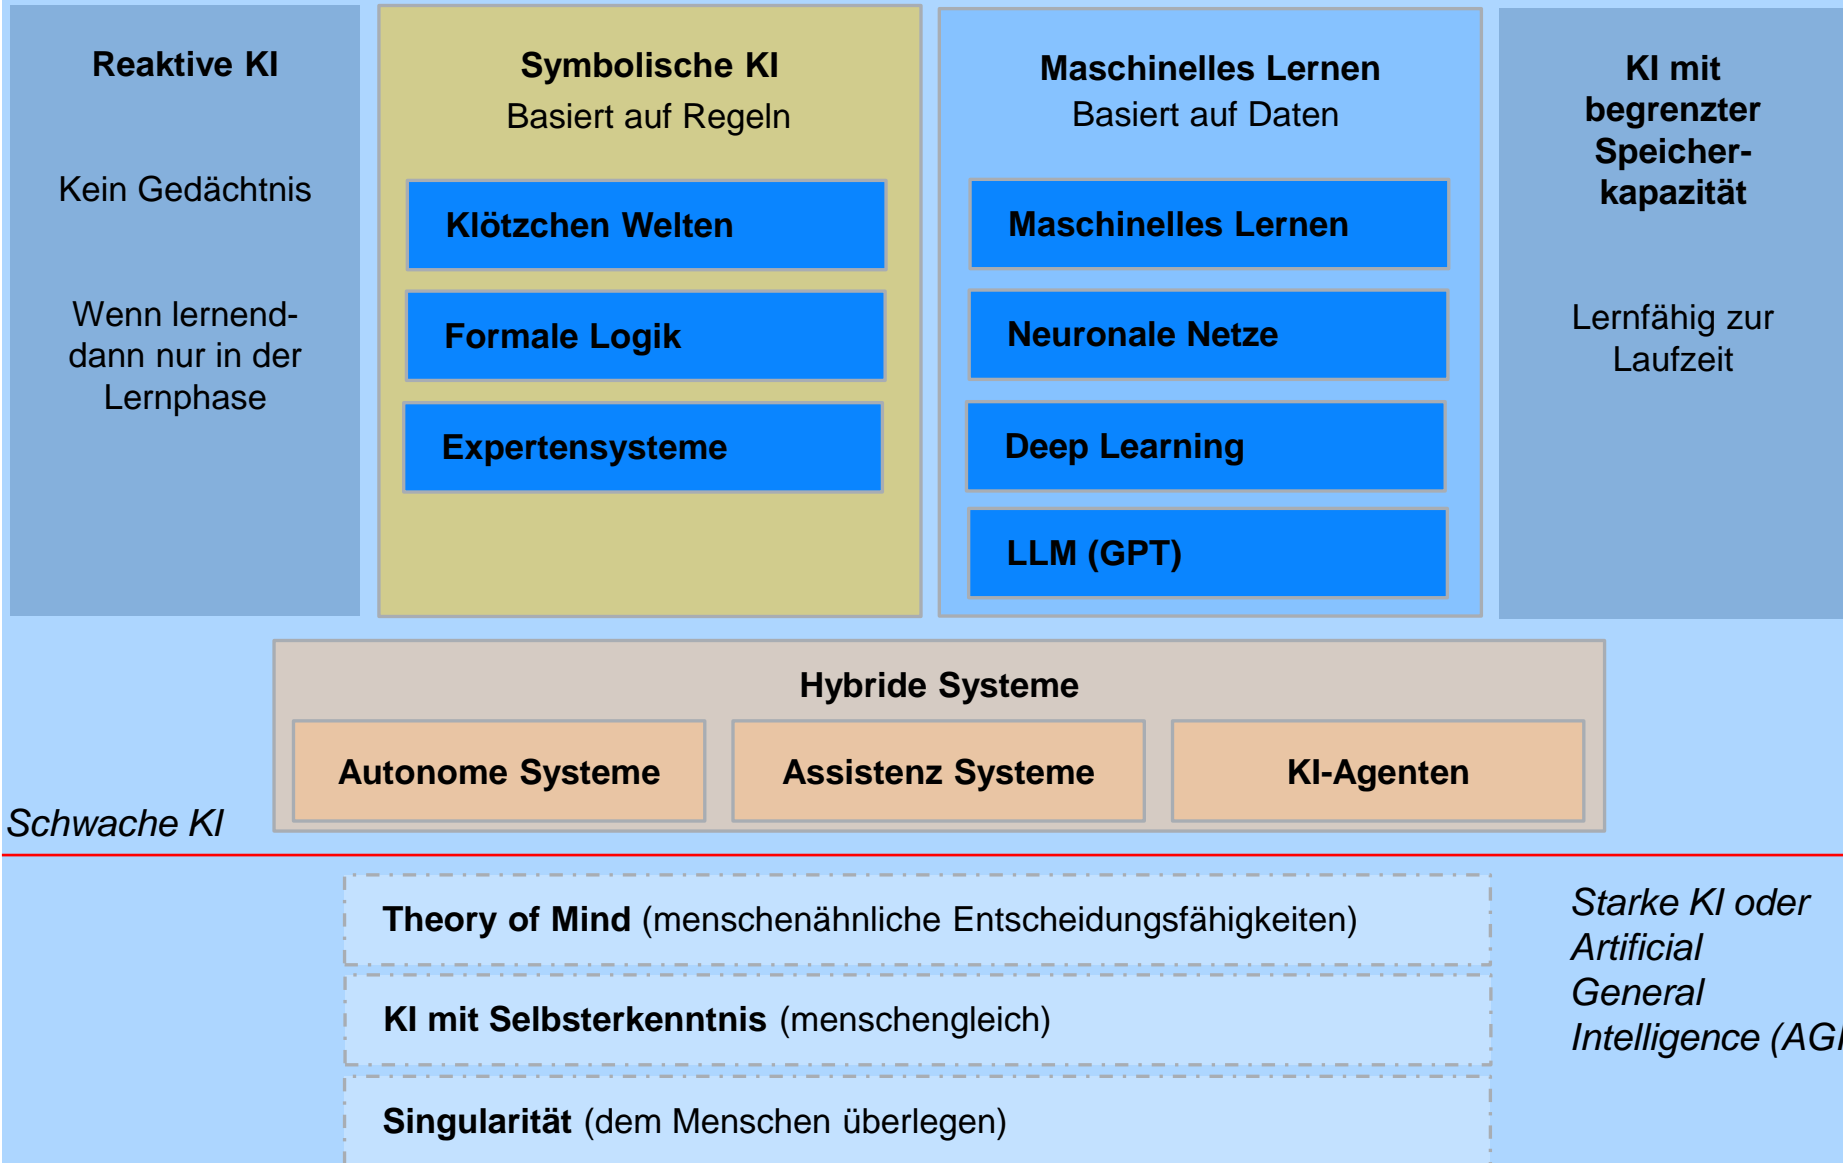 Reaktive KI
Kein Gedächtnis
Wenn lernend-
dann nur in der
Lernphase
Symbolische KI
Basiert auf Regeln
Klötzchen Welten
Formale Logik
Expertensysteme
Maschinelles Lernen
Basiert auf Daten
Maschinelles Lernen
Neuronale Netze
Deep Learning
LLM (GPT)
KI mit
begrenzter
Speicher-
kapazität
Lernfähig zur
Laufzeit
Hybride Systeme
Autonome Systeme
Assistenz Systeme
KI-Agenten
Schwache KI
Theory of Mind (menschenähnliche Entscheidungsfähigkeiten)
KI mit Selbsterkenntnis (menschengleich)
Singularität (dem Menschen überlegen)
Starke KI oder
Artificial
General
Intelligence (AGI